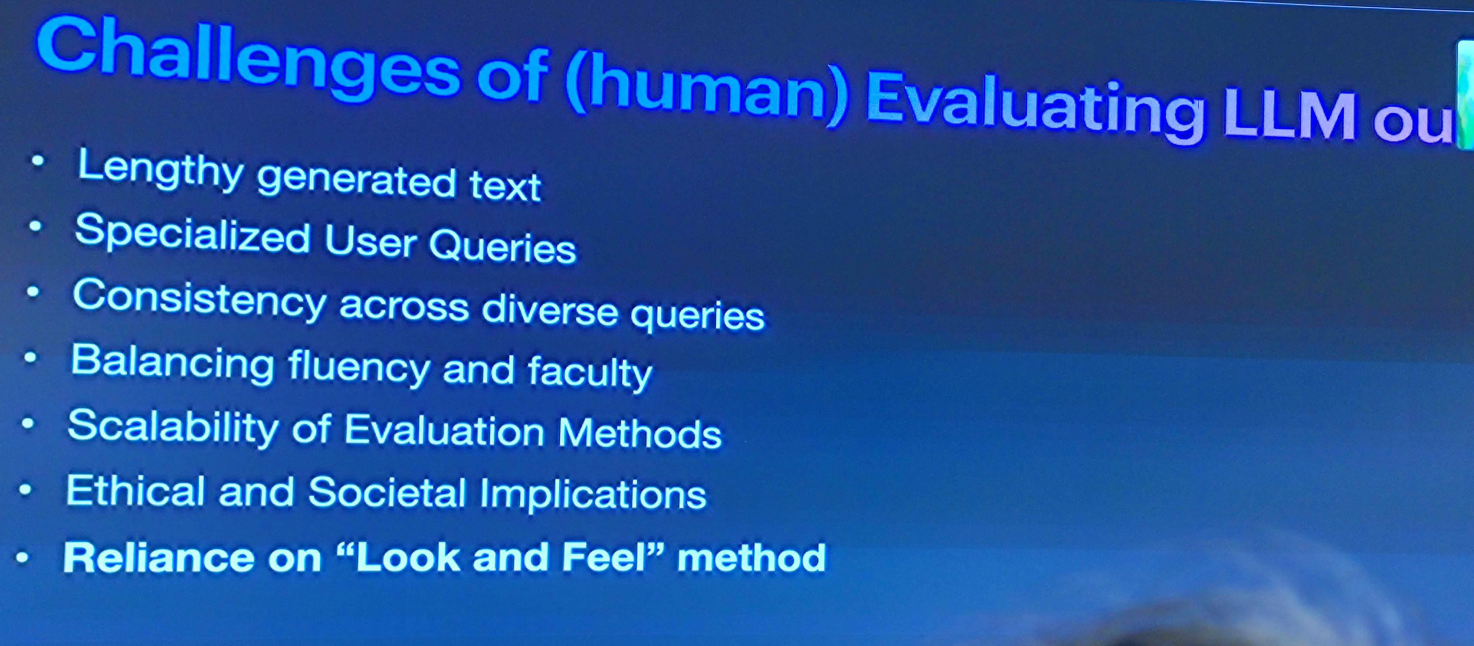 Challenges of (human) Evaluating LLM ou
• Lengthy generated text
• Specialized User Queries
• Consistency across diverse queries
• Balancing fluency and faculty
• Scalability of Evaluation Methods
• Ethical and Societal Implications
• Reliance on “Look and Feel” method